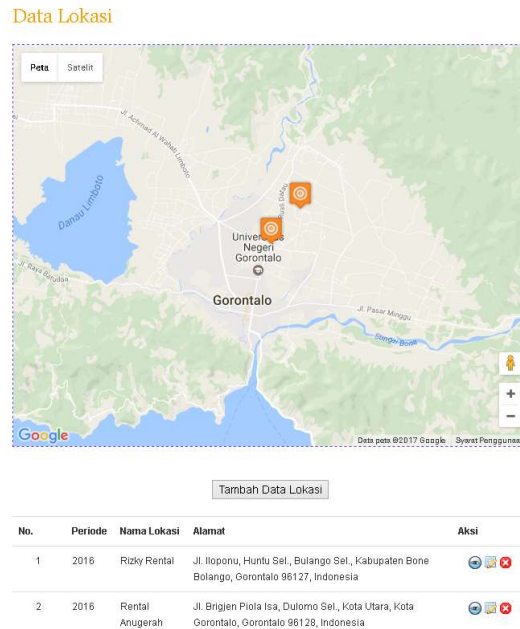 Data Lokasi
Peta
Satelit
Jl. Achmad Al Wahab Limboto
Danau Limboto
Jl. Raya Barudan
Universitas
Negeri
Gorontalo
Gorontalo
Jl. Pasar Minggu
Sungai Bone
Google
Data peta ©2017 Google
Syarat Penggunaa
Tambah Data Lokasi
No. Periode Nama Lokasi Alamat Aksi
1 2016 Rizky Rental Jl. Iloponu, Huntu Sel., Bulango Sel., Kabupaten Bone
Bolango, Gorontalo 96127, Indonesia
2 2016 Rental Jl. Brigjen Piola Isa, Dulomo Sel., Kota Utara, Kota
Anugerah Gorontalo, Gorontalo 96128, Indonesia